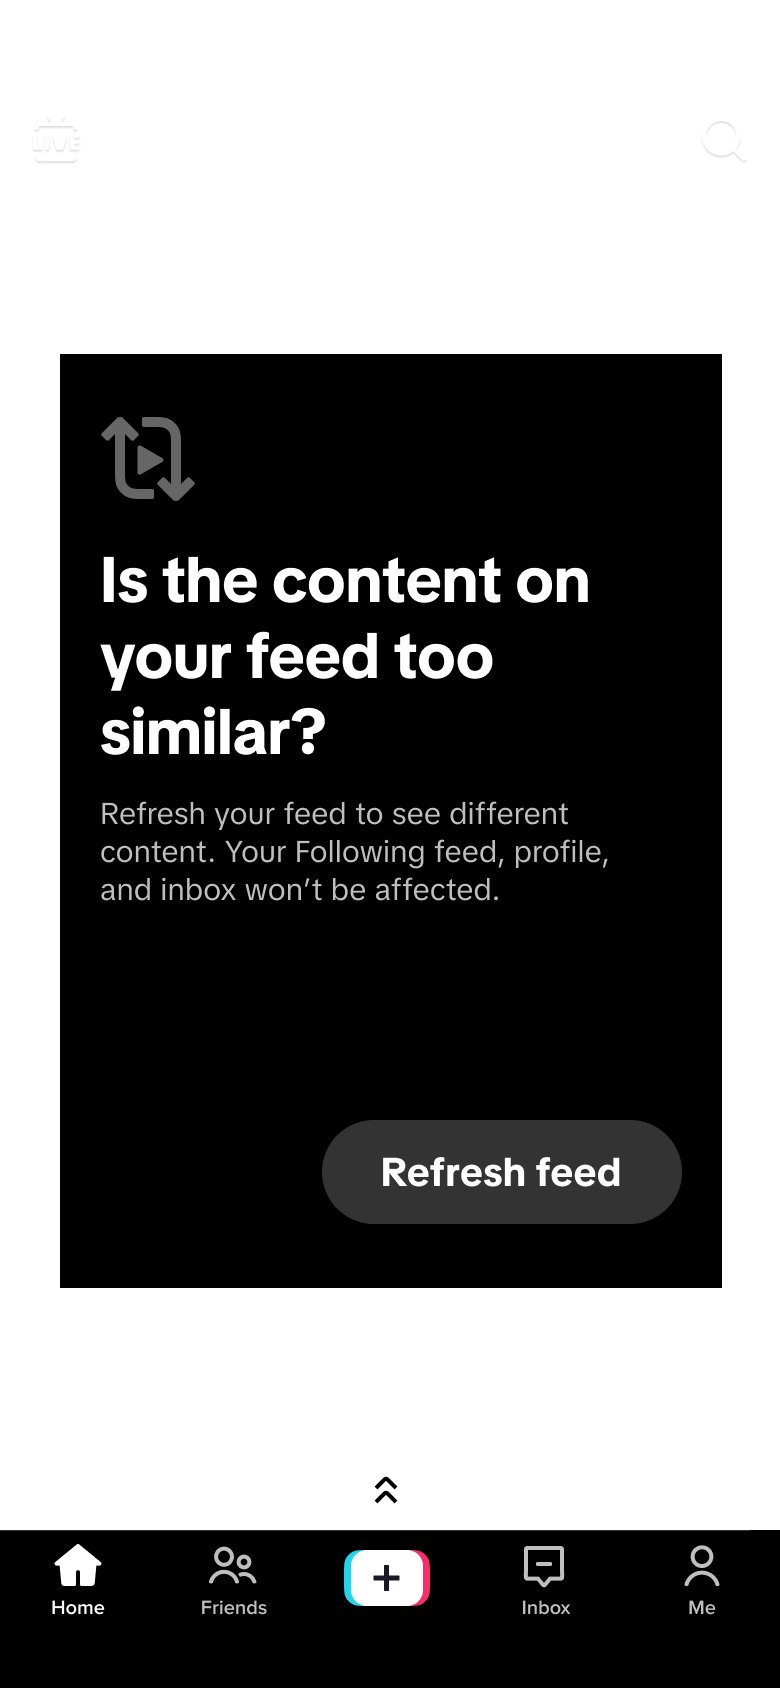 LIVE
Is the content on
your feed too
similar?
Refresh your feed to see different
content. Your Following feed, profile,
and inbox won’t be affected.
Refresh feed
Home
Friends
Inbox
Me